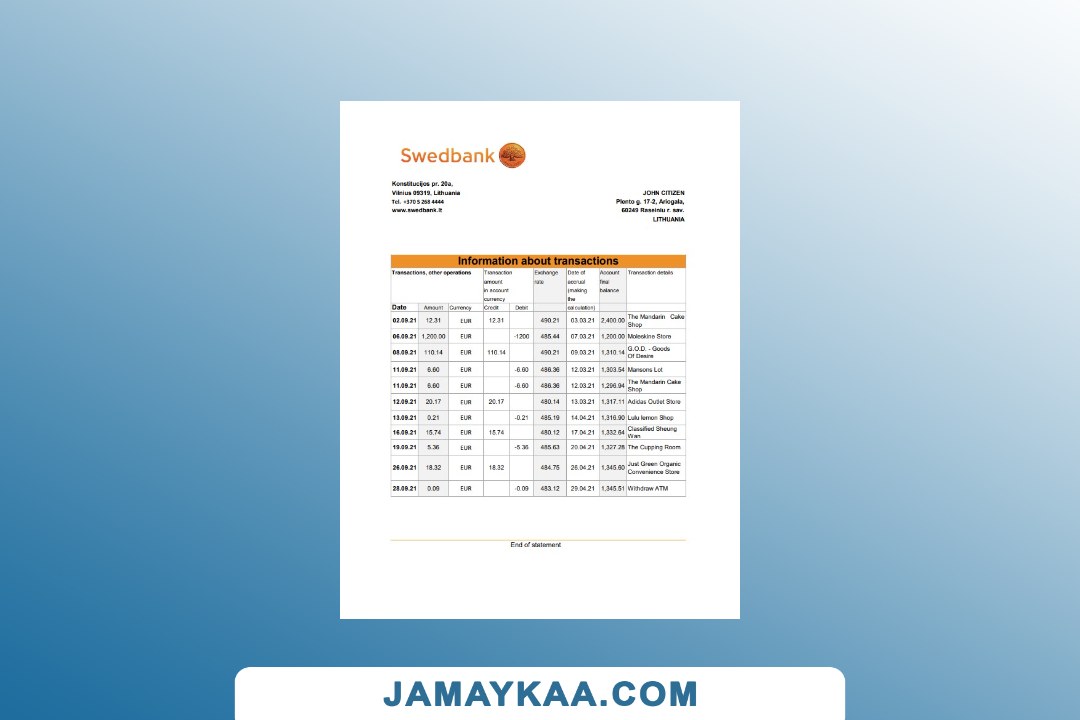 Swedbank
Konstitucijos pr. 20a,
Vilnius 09319, Lithuania
Tel. +370 5 268 4444
www.swedbank.lt
JOHN CITIZEN
Plento g. 17-2, Ariogala,
60249 Raseiniu r. sav.
LITHUANIA
Information about transactions
Transactions, other operations Transaction amount in account currency Exchange rate Date of accrual (making the calculation) Account final balance Transaction details
Date Amount Currency Credit Debit
02.09.21 12.31 EUR 12.31 490.21 03.03.21 2,400.00 The Mandarin Cake Shop
06.09.21 1,200.00 EUR -1200 485.44 07.03.21 1,200.00 Moleskine Store
08.09.21 110.14 EUR 110.14 490.21 09.03.21 1,310.14 G.O.D. - Goods Of Desire
11.09.21 6.60 EUR -6.60 486.36 12.03.21 1,303.54 Mansons Lot
11.09.21 6.60 EUR -6.60 486.36 12.03.21 1,296.94 The Mandarin Cake Shop
12.09.21 20.17 EUR 20.17 480.14 13.03.21 1,317.11 Adidas Outlet Store
13.09.21 0.21 EUR -0.21 485.19 14.04.21 1,316.90 Lulu lemon Shop
16.09.21 15.74 EUR 15.74 480.12 17.04.21 1,332.64 Classified Sheung Wan
19.09.21 5.36 EUR -5.36 485.63 20.04.21 1,327.28 The Cupping Room
26.09.21 18.32 EUR 18.32 484.75 26.04.21 1,345.60 Just Green Organic Convenience Store
28.09.21 0.09 EUR -0.09 483.12 29.04.21 1,345.51 Withdraw ATM
End of statement
JAMAYKAA.COM